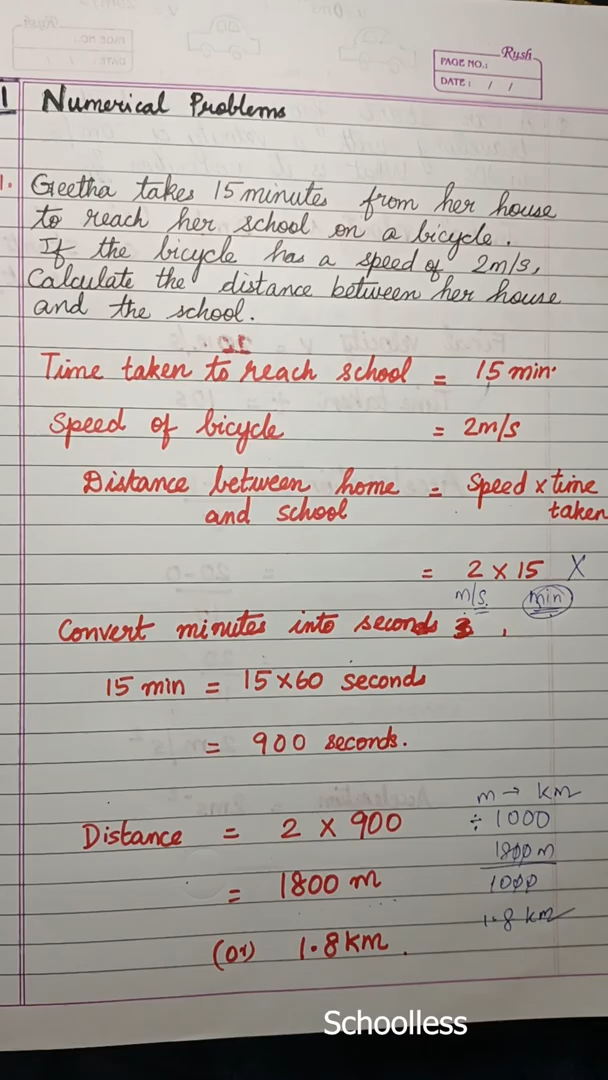 Rush
PAGE NO.:
DATE: / /
1 Numerical Problems
1. Geetha takes 15 minutes from her house
to reach her school on a bicycle.
If the bicycle has a speed of 2m/s,
Calculate the distance between her house
and the school.
Time taken to reach school = 15 min.
Speed of bicycle = 2m/s
Distance between home = Speed × time
and school taken
= 2 × 15 X
m/s. min
Convert minutes into seconds
15 min = 15×60 seconds
= 900 seconds.
m → km
Distance = 2 × 900 ÷ 1000
1800 m
= 1800 m 1000
1.8 km
(or) 1.8 km.
Schoolless